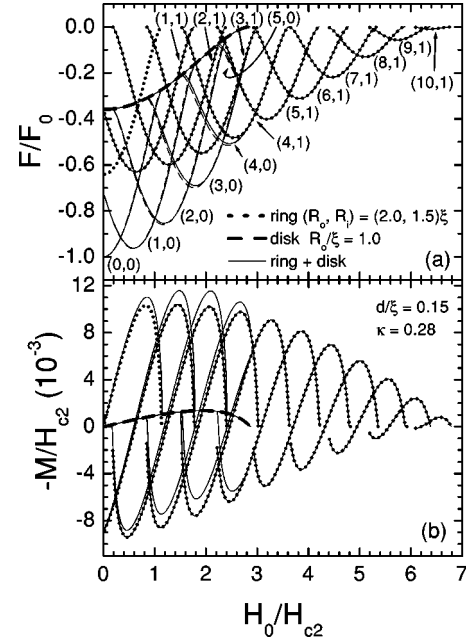 (1,1) (2,1) (3,1) (5,0)
0.0
-0.2
-0.4
-0.6
-0.8
-1.0
F/F0
(9,1)
(8,1)
(10,1)
(7,1)
(6,1)
(5,1)
(4,1)
(4,0)
(3,0)
(2,0)
(1,0)
(0,0)
ring (Ro, Ri) = (2.0, 1.5)ξ
disk Ro/ξ = 1.0
ring + disk
(a)
12
8
4
0
-4
-8
-M/Hc2 (10-3)
d/ξ = 0.15
κ = 0.28
(b)
0 1 2 3 4 5 6 7
H0/Hc2